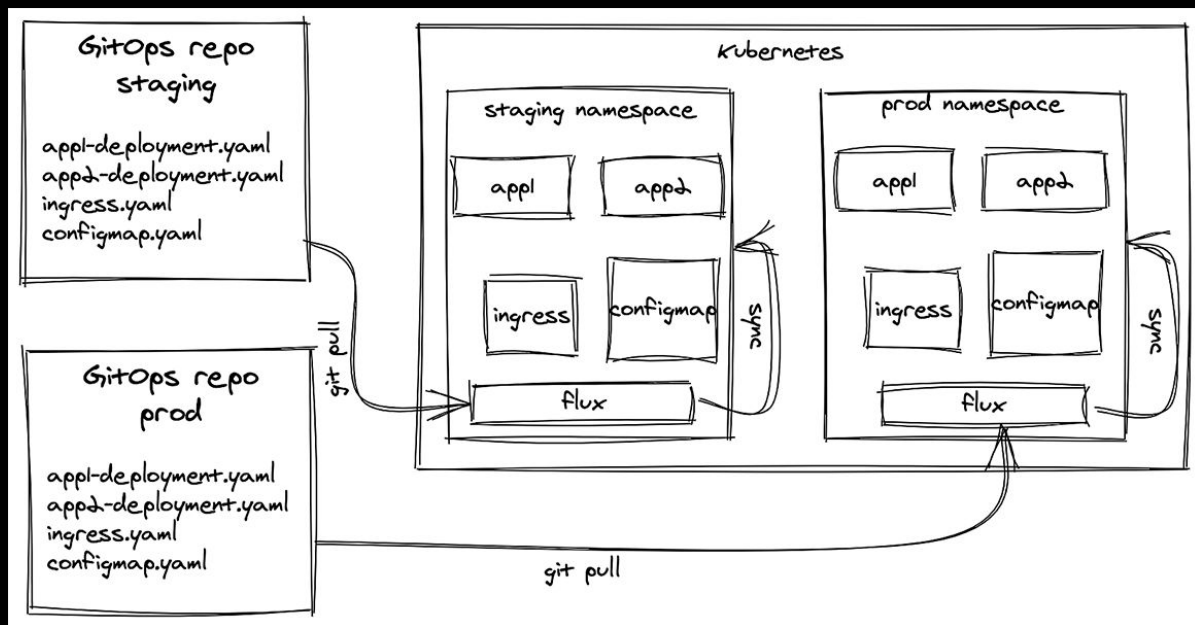 GitOps repo
staging
app1-deployment.yaml
app2-deployment.yaml
ingress.yaml
configmap.yaml
GitOps repo
prod
app1-deployment.yaml
app2-deployment.yaml
ingress.yaml
configmap.yaml
git pull
git pull
Kubernetes
staging namespace
app1
app2
ingress
configmap
flux
sync
prod namespace
app1
app2
ingress
configmap
flux
sync